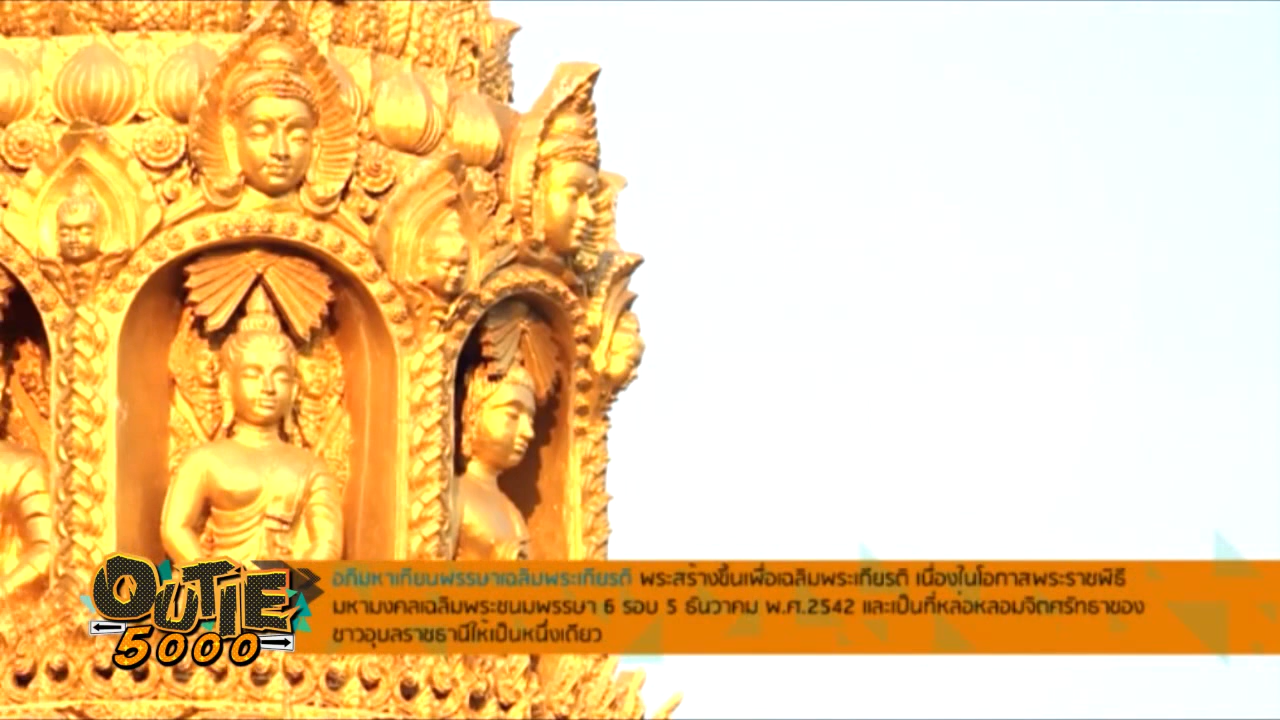 OUTIE
5000
อภิมหาเทียนพรรษาเฉลิมพระเกียรติ พระสร้างขึ้นเพื่อเฉลิมพระเกียรติ เนื่องในโอกาสพระราชพิธี
มหามงคลเฉลิมพระชนมพรรษา 6 รอบ 5 ธันวาคม พ.ศ.2542 และเป็นที่หล่อหลอมจิตศรัทธาของ
ชาวอุบลราชธานีให้เป็นหนึ่งเดียว